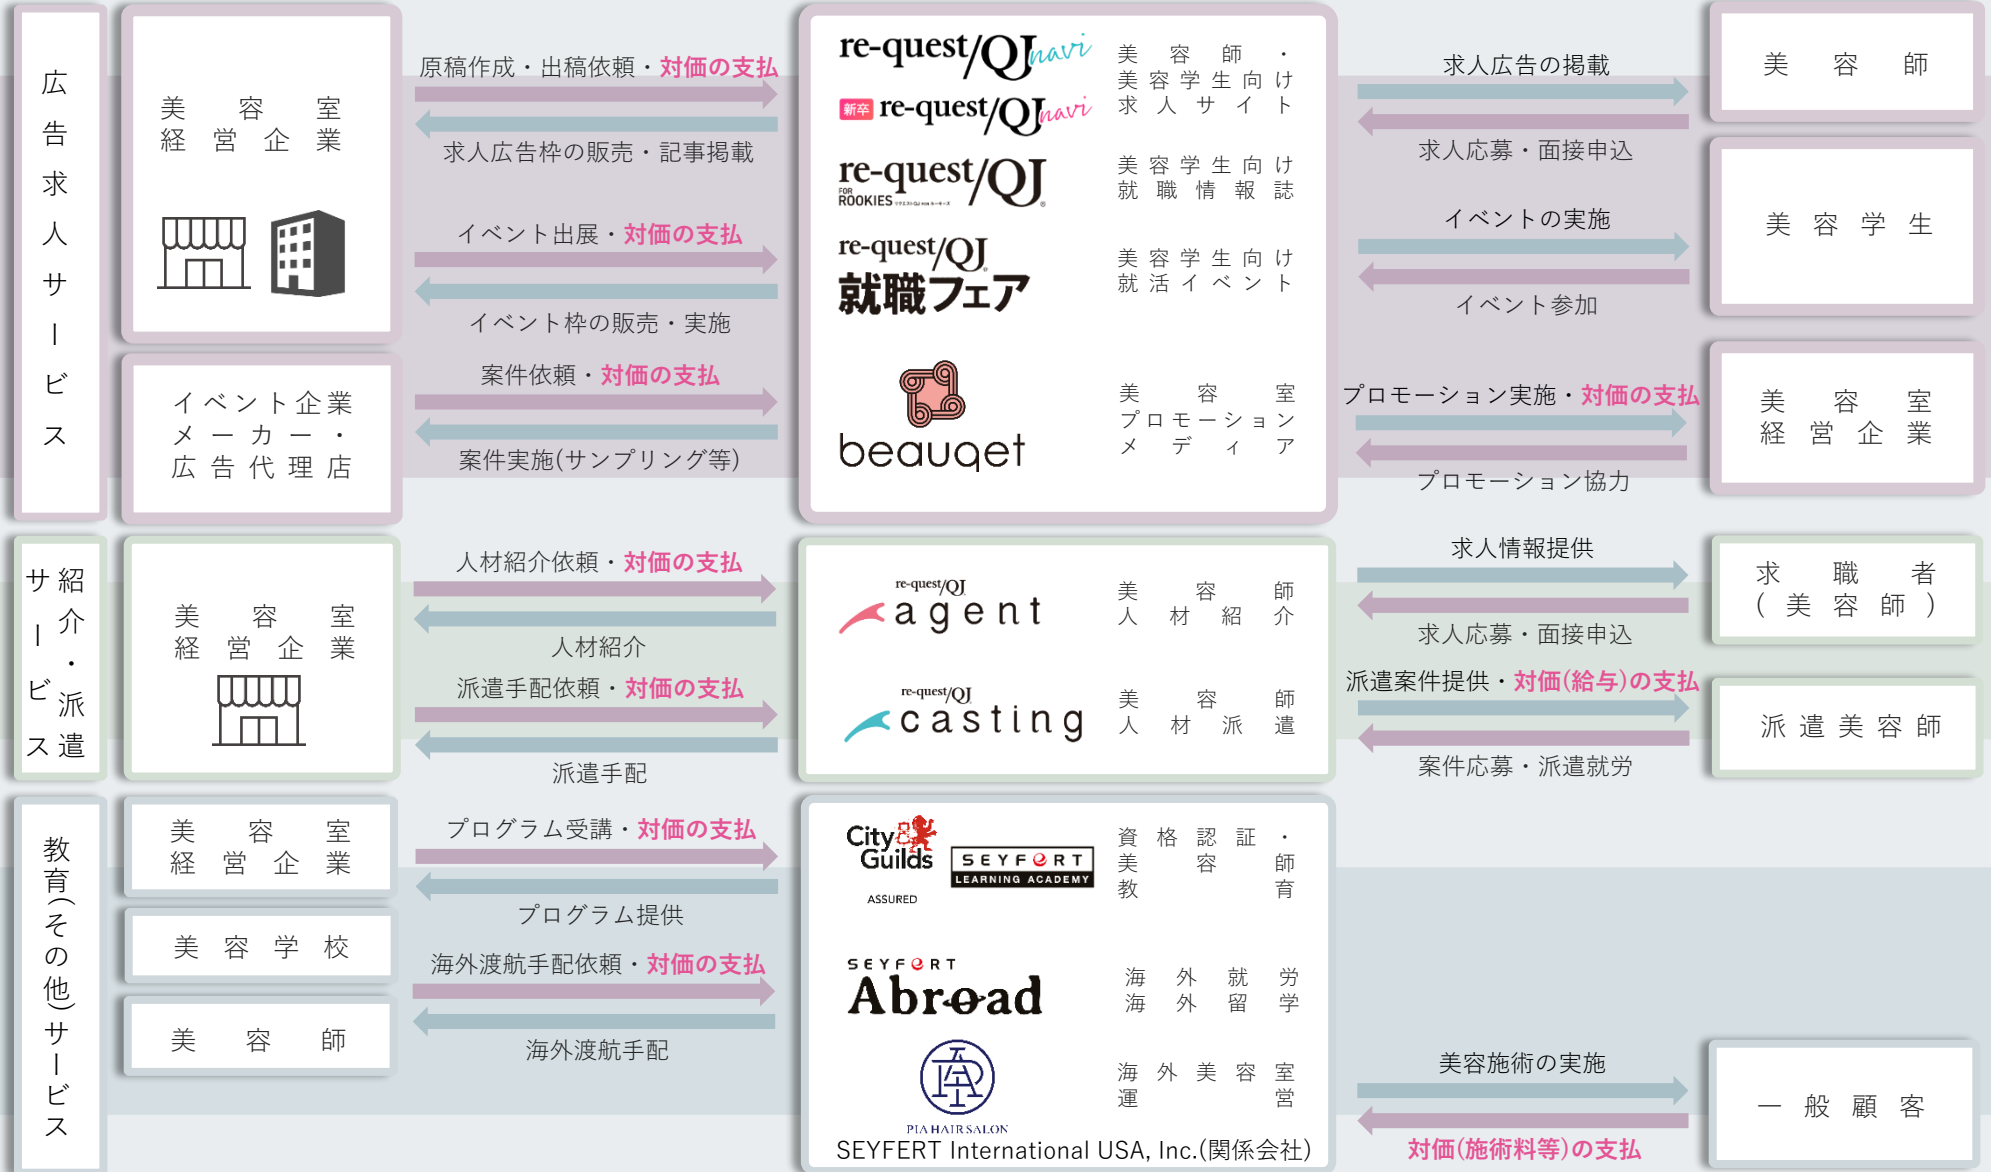 広告求人サービス
美容室
経営企業
イベント企業
メーカー・
広告代理店
原稿作成・出稿依頼・対価の支払
求人広告枠の販売・記事掲載
イベント出展・対価の支払
イベント枠の販売・実施
案件依頼・対価の支払
案件実施(サンプリング等)
re-quest/QJ navi
新卒 re-quest/QJ navi
美容師・
美容学生向け
求人サイト
re-quest/QJ
FOR
ROOKIES
美容学生向け
就職情報誌
re-quest/QJ
就職フェア
美容学生向け
就活イベント
beauqet
美容室
プロモーション
メディア
求人広告の掲載
求人応募・面接申込
イベントの実施
イベント参加
プロモーション実施・対価の支払
プロモーション協力
美容師
美容学生
美容室
経営企業
紹介・派遣
サービス
美容室
経営企業
人材紹介依頼・対価の支払
人材紹介
派遣手配依頼・対価の支払
派遣手配
re-quest/QJ
agent
美容師
人材紹介
re-quest/QJ
casting
美容師
人材派遣
求人情報提供
求人応募・面接申込
派遣案件提供・対価(給与)の支払
案件応募・派遣就労
求職者
(美容師)
派遣美容師
教育(その他)サービス
美容室
経営企業
美容学校
美容師
プログラム受講・対価の支払
プログラム提供
海外渡航手配依頼・対価の支払
海外渡航手配
City
Guilds
ASSURED
SEYFERT
LEARNING ACADEMY
資格認証・
美容師
教育
SEYFERT
Abroad
海外就労
海外留学
PIA HAIR SALON
海外美容室
運営
SEYFERT International USA, Inc.(関係会社)
美容施術の実施
対価(施術料等)の支払
一般顧客